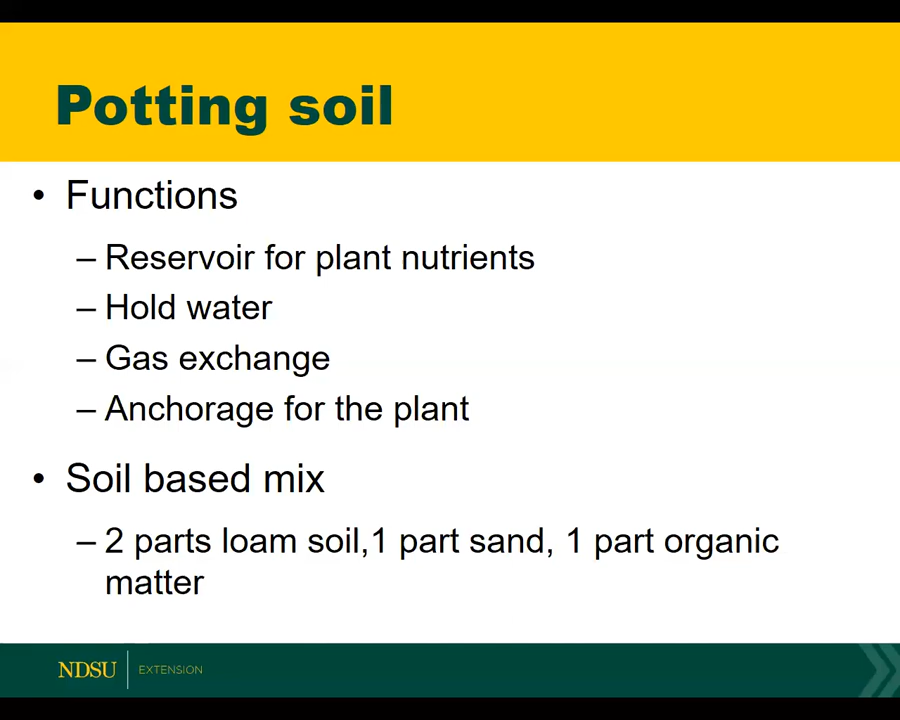 Potting soil
• Functions
– Reservoir for plant nutrients
– Hold water
– Gas exchange
– Anchorage for the plant
• Soil based mix
– 2 parts loam soil,1 part sand, 1 part organic
matter
NDSU EXTENSION